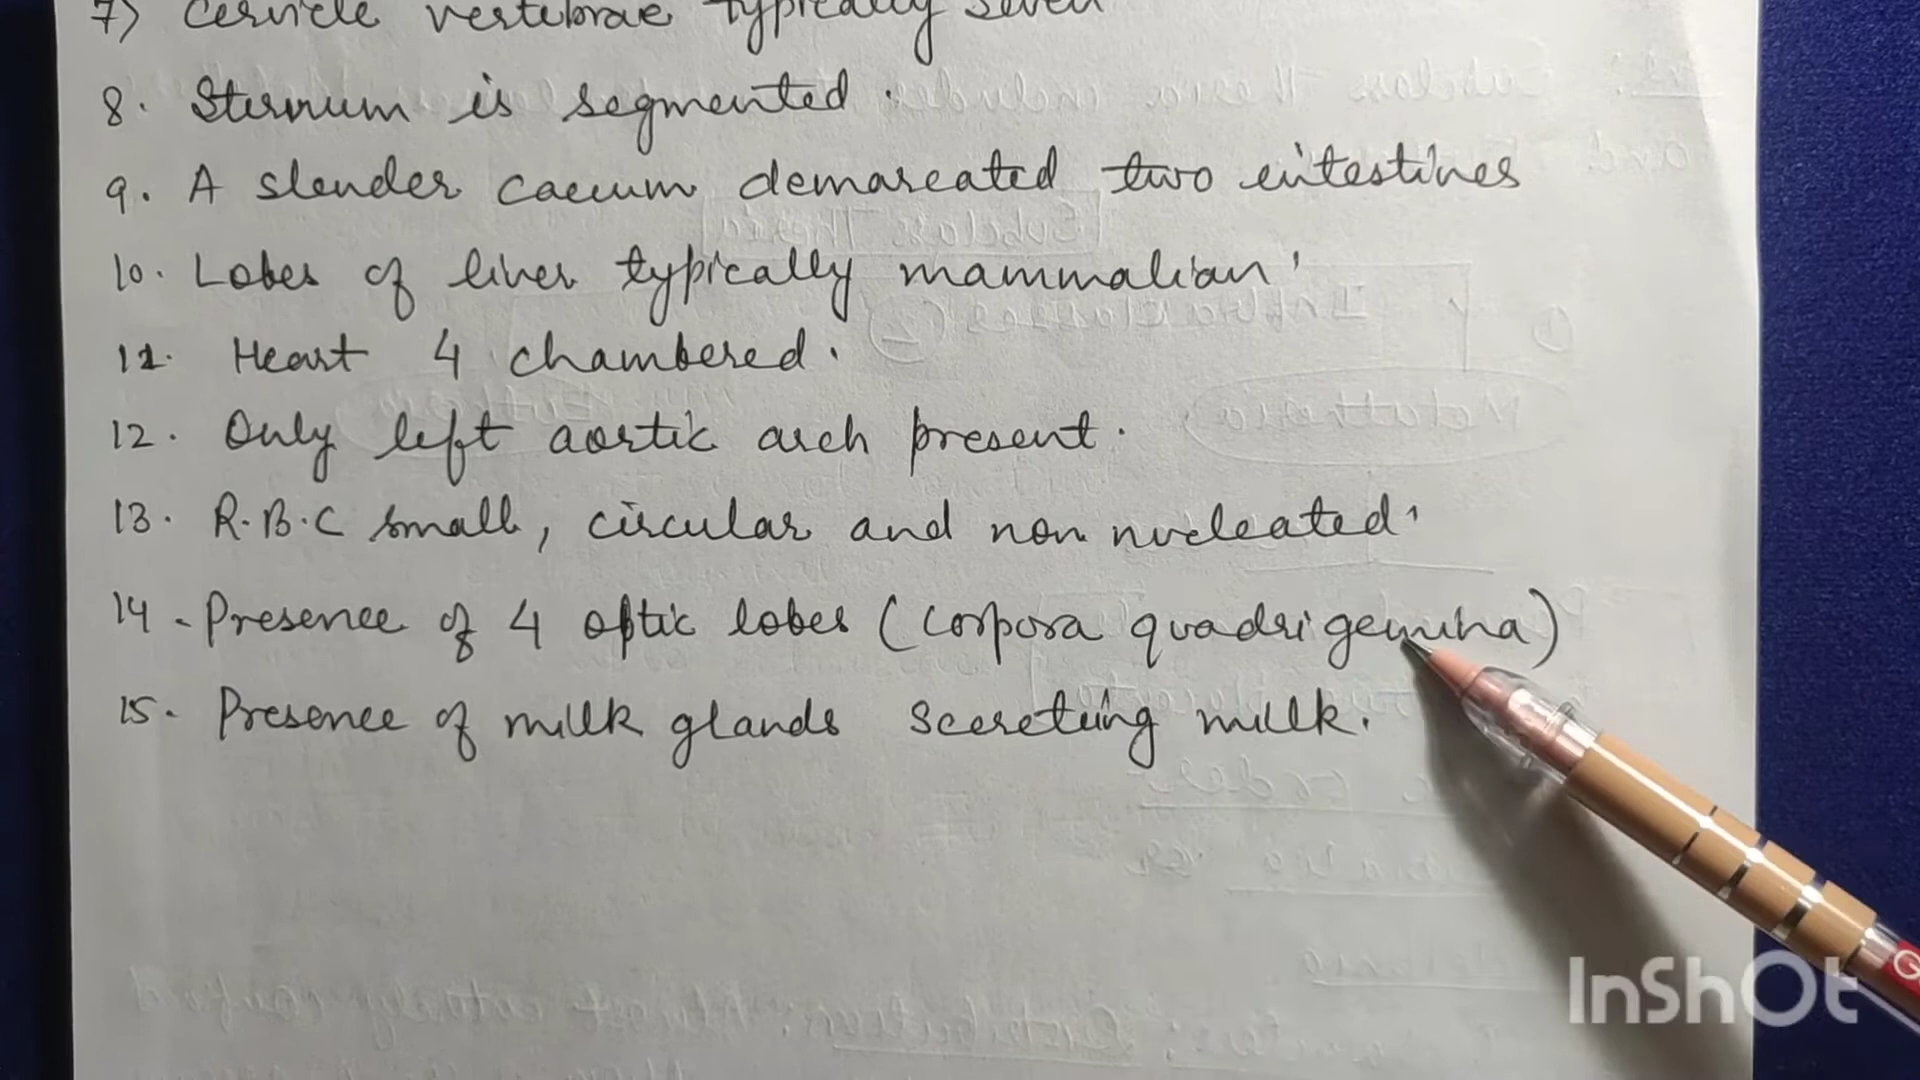 7) Cervicle vertebrae typically seven
8. Sternum is segmented.
9. A slender caecum demarcated two intestines
10. Lobes of liver typically mammalian.
11. Heart 4 chambered.
12. Only left aortic arch present.
13. R.B.C small, circular and non nucleated.
14. Presence of 4 optic lobes (corpora quadrigemina)
15. Presence of milk glands secreting milk.
InShOt
G